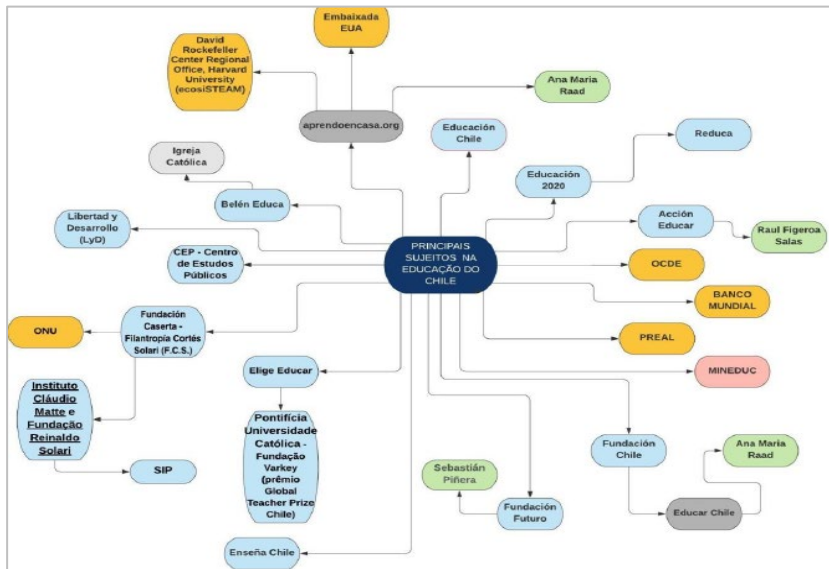 Embaixada
EUA
David
Rockefeller
Center Regional
Office, Harvard
University
(ecosiSTEAM)
Ana Maria
Raad
aprendoencasa.org
Educación
Chile
Reduca
Igreja
Católica
Educación
2020
Belén Educa
Libertad y
Desarrollo (LyD)
Acción
Educar
Raul Figeroa
Salas
CEP - Centro
de Estudos
Públicos
PRINCIPAIS
SUJEITOS NA
EDUCAÇÃO DO
CHILE
OCDE
BANCO
MUNDIAL
ONU
Fundación
Caserta -
Filantropía Cortés
Solari (F.C.S.)
PREAL
Elige Educar
MINEDUC
Instituto
Cláudio
Matte e
Fundação
Reinaldo
Solari
SIP
Pontifícia
Universidade
Católica -
Fundação
Varkey
(prêmio
Global
Teacher Prize
Chile)
Fundación
Chile
Ana Maria
Raad
Sebastián
Piñera
Fundación
Futuro
Educar Chile
Enseña Chile